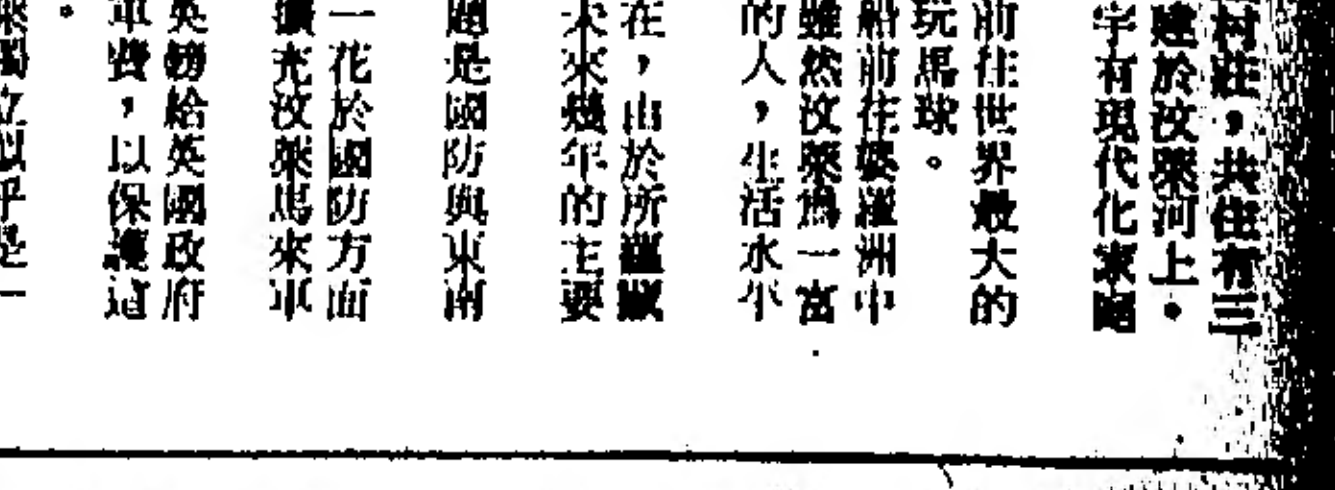 村莊，共住有三
建於汶萊河上。
宇有現代化家
前往世界最大的
玩馬球。
船前往婆羅洲中
雖然汶萊為一富
的人，生活水平
在，由於所羅
未來幾年的主要
題是國防與東南
一花於國防方面
擴充汶萊馬來軍
英鎊給英國政府
軍費，以保護這
。
萊獨立似乎是一